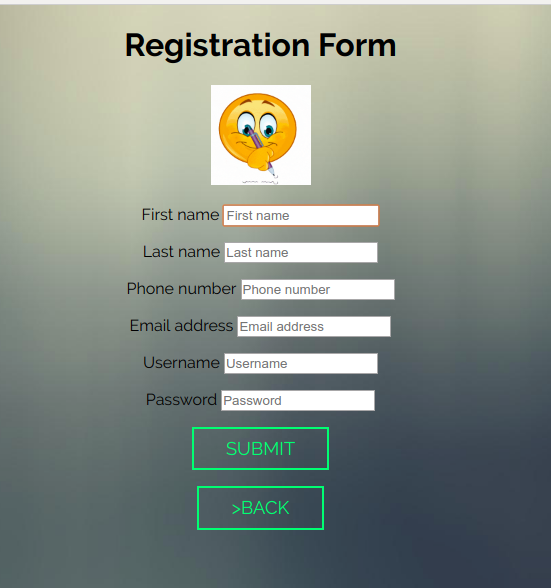 Registration Form
First name First name
Last name Last name
Phone number Phone number
Email address Email address
Username Username
Password Password
SUBMIT
>BACK